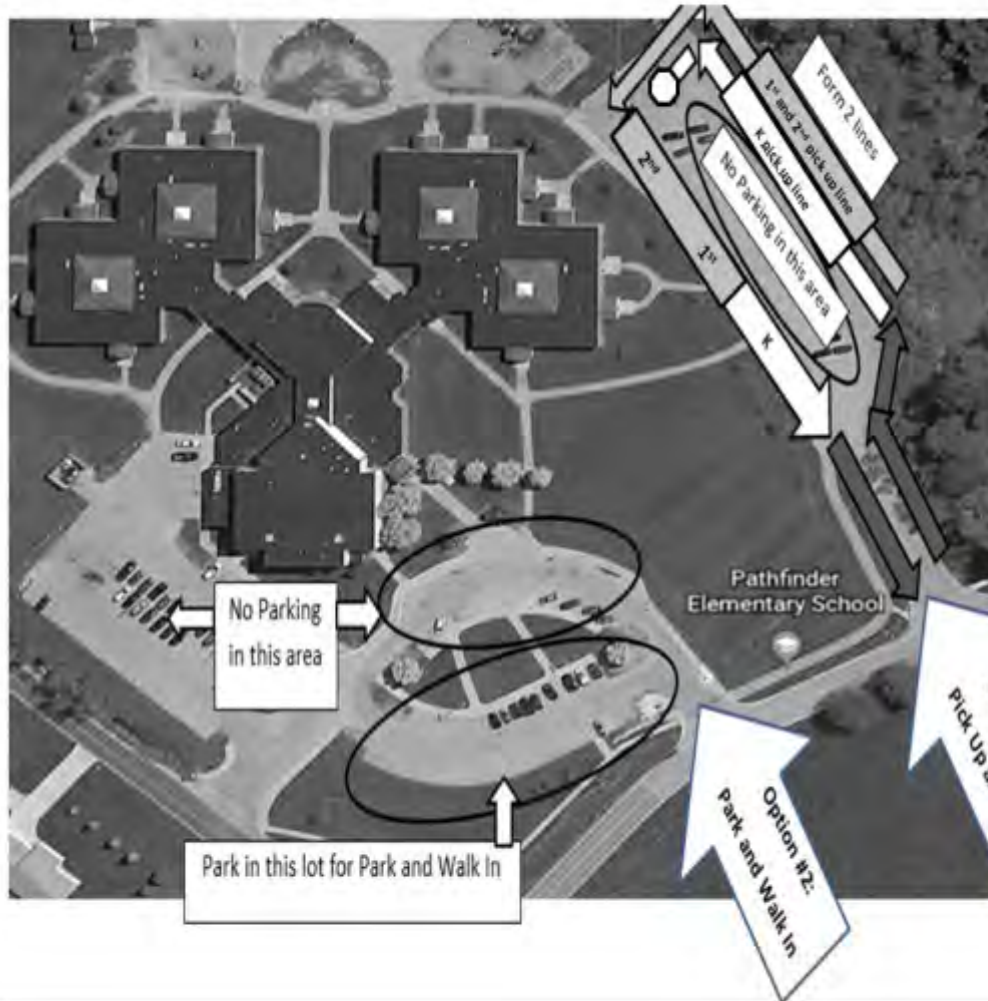 Form 2 lines
1st and 2nd pick up line
K pick up line
No Parking in this area
2nd
1st
K
Pathfinder
Elementary School
No Parking
in this area
Pick Up
Option #2:
Park and Walk In
Park in this lot for Park and Walk In